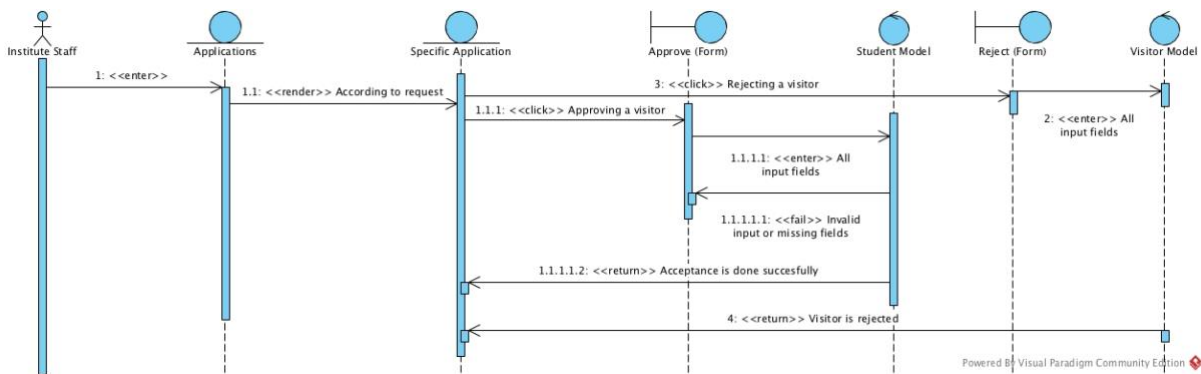 Institute Staff
Applications
Specific Application
Approve (Form)
Student Model
Reject (Form)
Visitor Model
1: <<enter>>
1.1: <<render>> According to request
3: <<click>> Rejecting a visitor
1.1.1: <<click>> Approving a visitor
2: <<enter>> All
input fields
1.1.1.1: <<enter>> All
input fields
1.1.1.1.1: <<fail>> Invalid
input or missing fields
1.1.1.1.2: <<return>> Acceptance is done succesfully
4: <<return>> Visitor is rejected
Powered By Visual Paradigm Community Edition